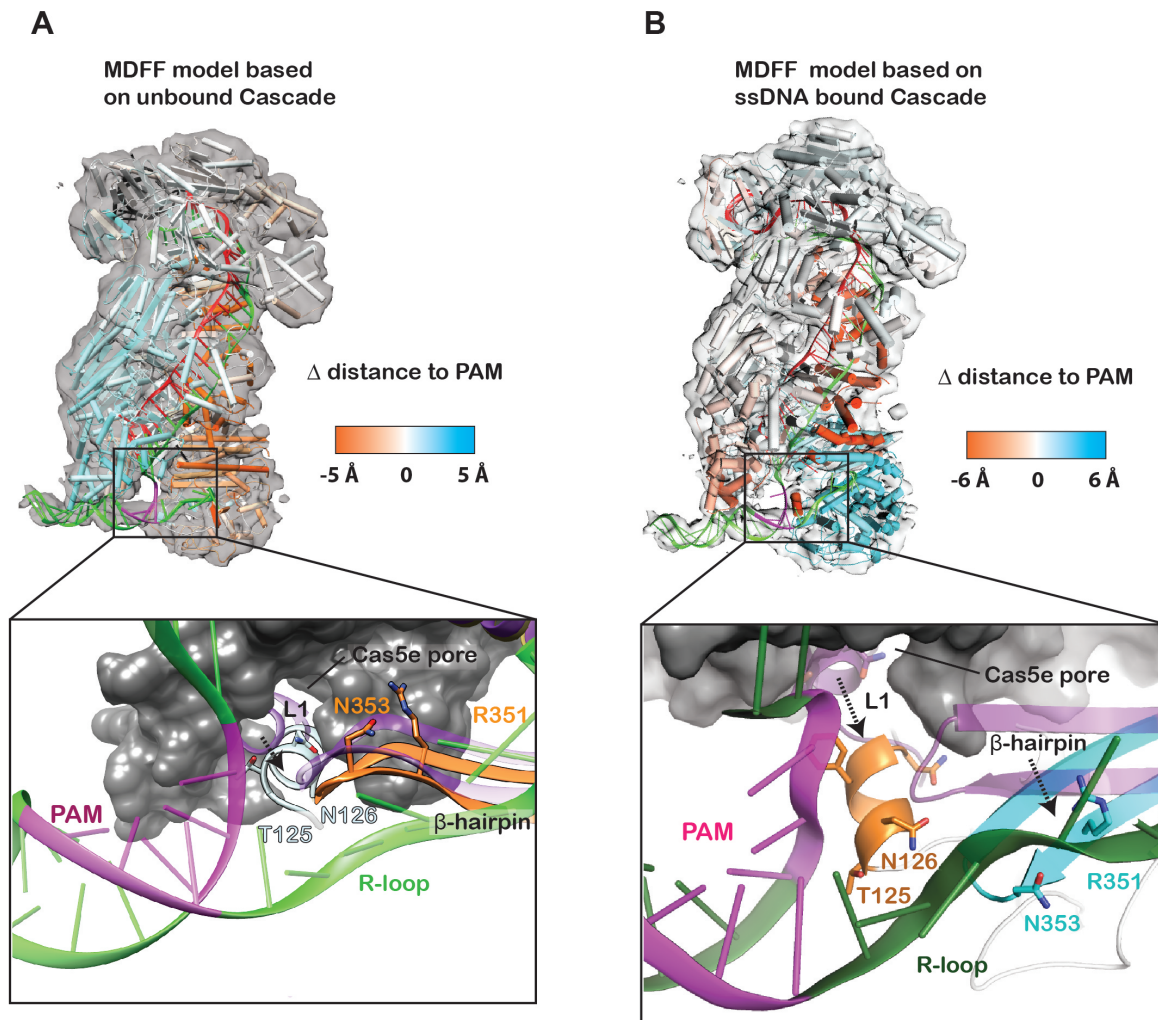 A
MDFF model based
on unbound Cascade
Δ distance to PAM
-5 Å 0 5 Å
Cas5e pore
L1
N353
R351
PAM
N126
T125
β-hairpin
R-loop
B
MDFF model based on
ssDNA bound Cascade
Δ distance to PAM
-6 Å 0 6 Å
Cas5e pore
L1
β-hairpin
PAM
N126
T125
R351
N353
R-loop